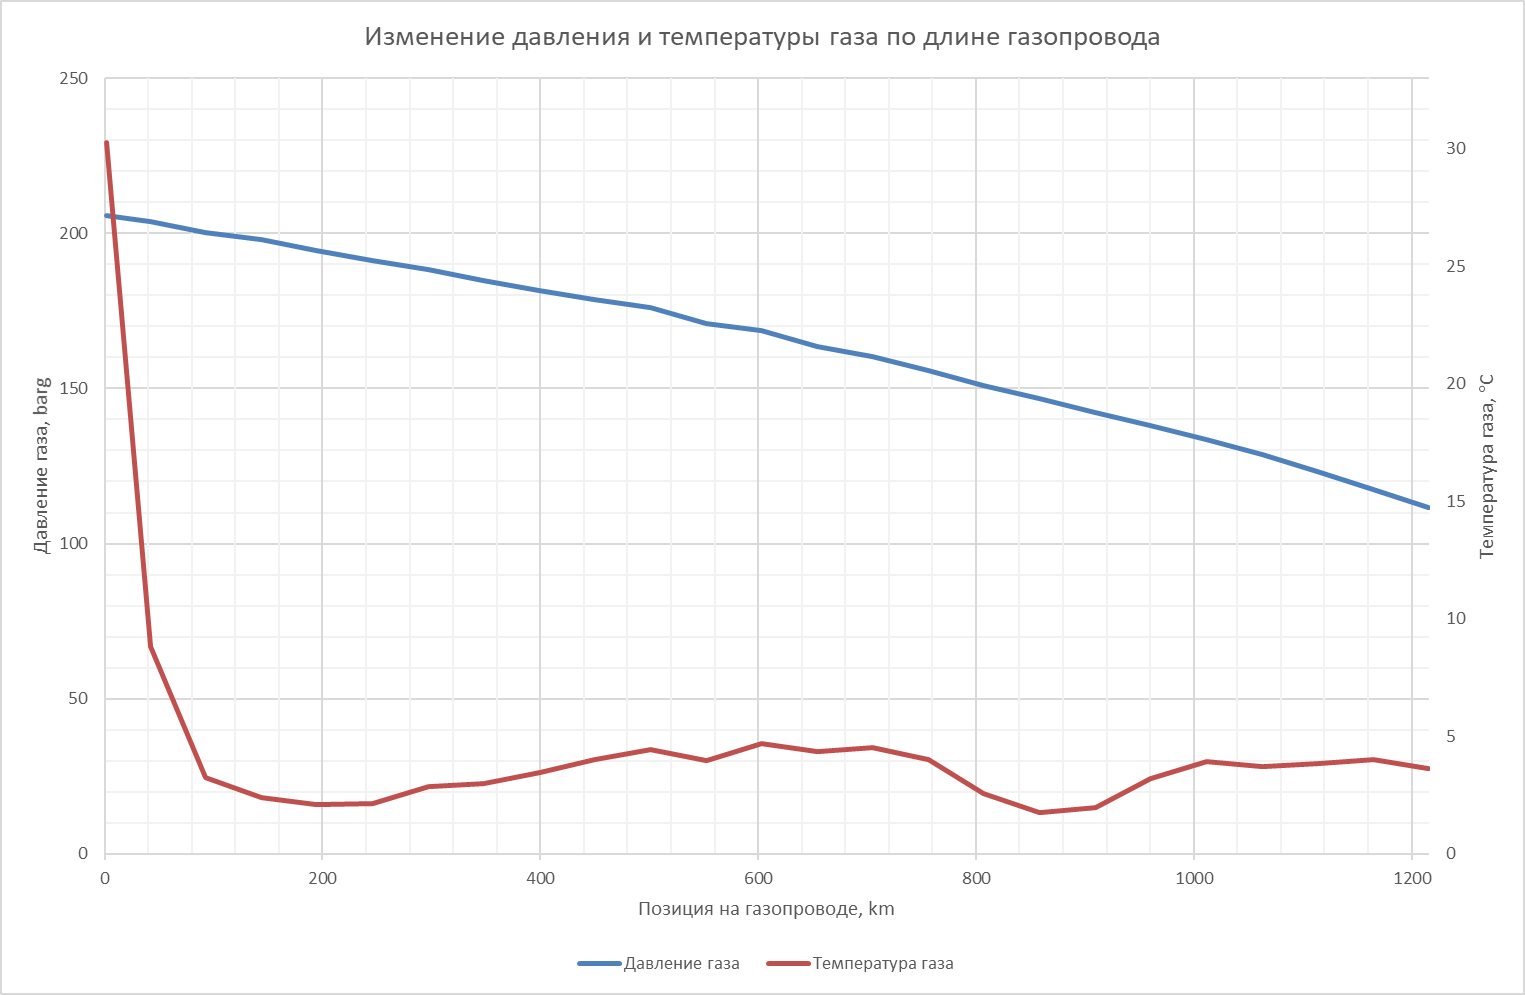 Изменение давления и температуры газа по длине газопровода
Давление газа, barg
250
200
150
100
50
0
30
25
20
15
10
5
0
Температура газа, °C
0 200 400 600 800 1000 1200
Позиция на газопроводе, km
Давление газа Температура газа